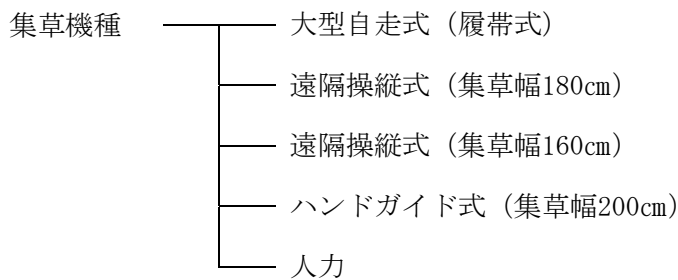 集草機種
大型自走式（履帯式）
遠隔操縦式（集草幅180㎝）
遠隔操縦式（集草幅160㎝）
ハンドガイド式（集草幅200㎝）
人力